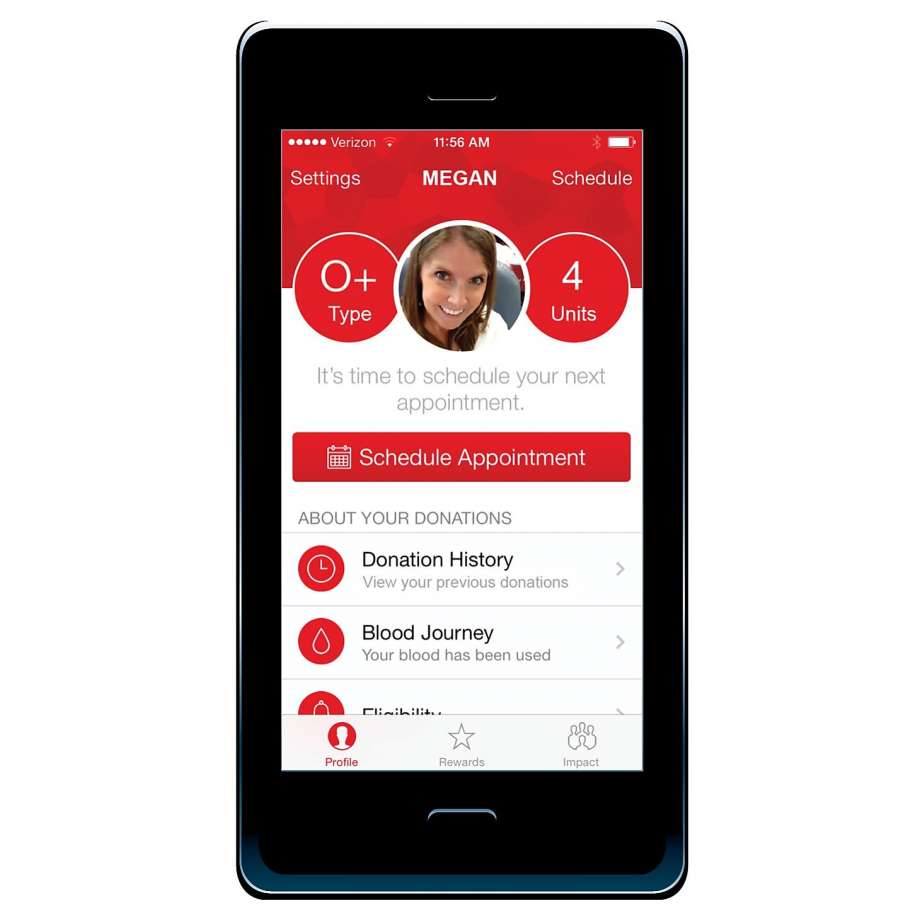 Verizon 11:56 AM
Settings MEGAN Schedule
O+ 4
Type Units
It's time to schedule your next
appointment.
Schedule Appointment
ABOUT YOUR DONATIONS
Donation History
View your previous donations
Blood Journey
Your blood has been used
Eligibility
Profile Rewards Impact